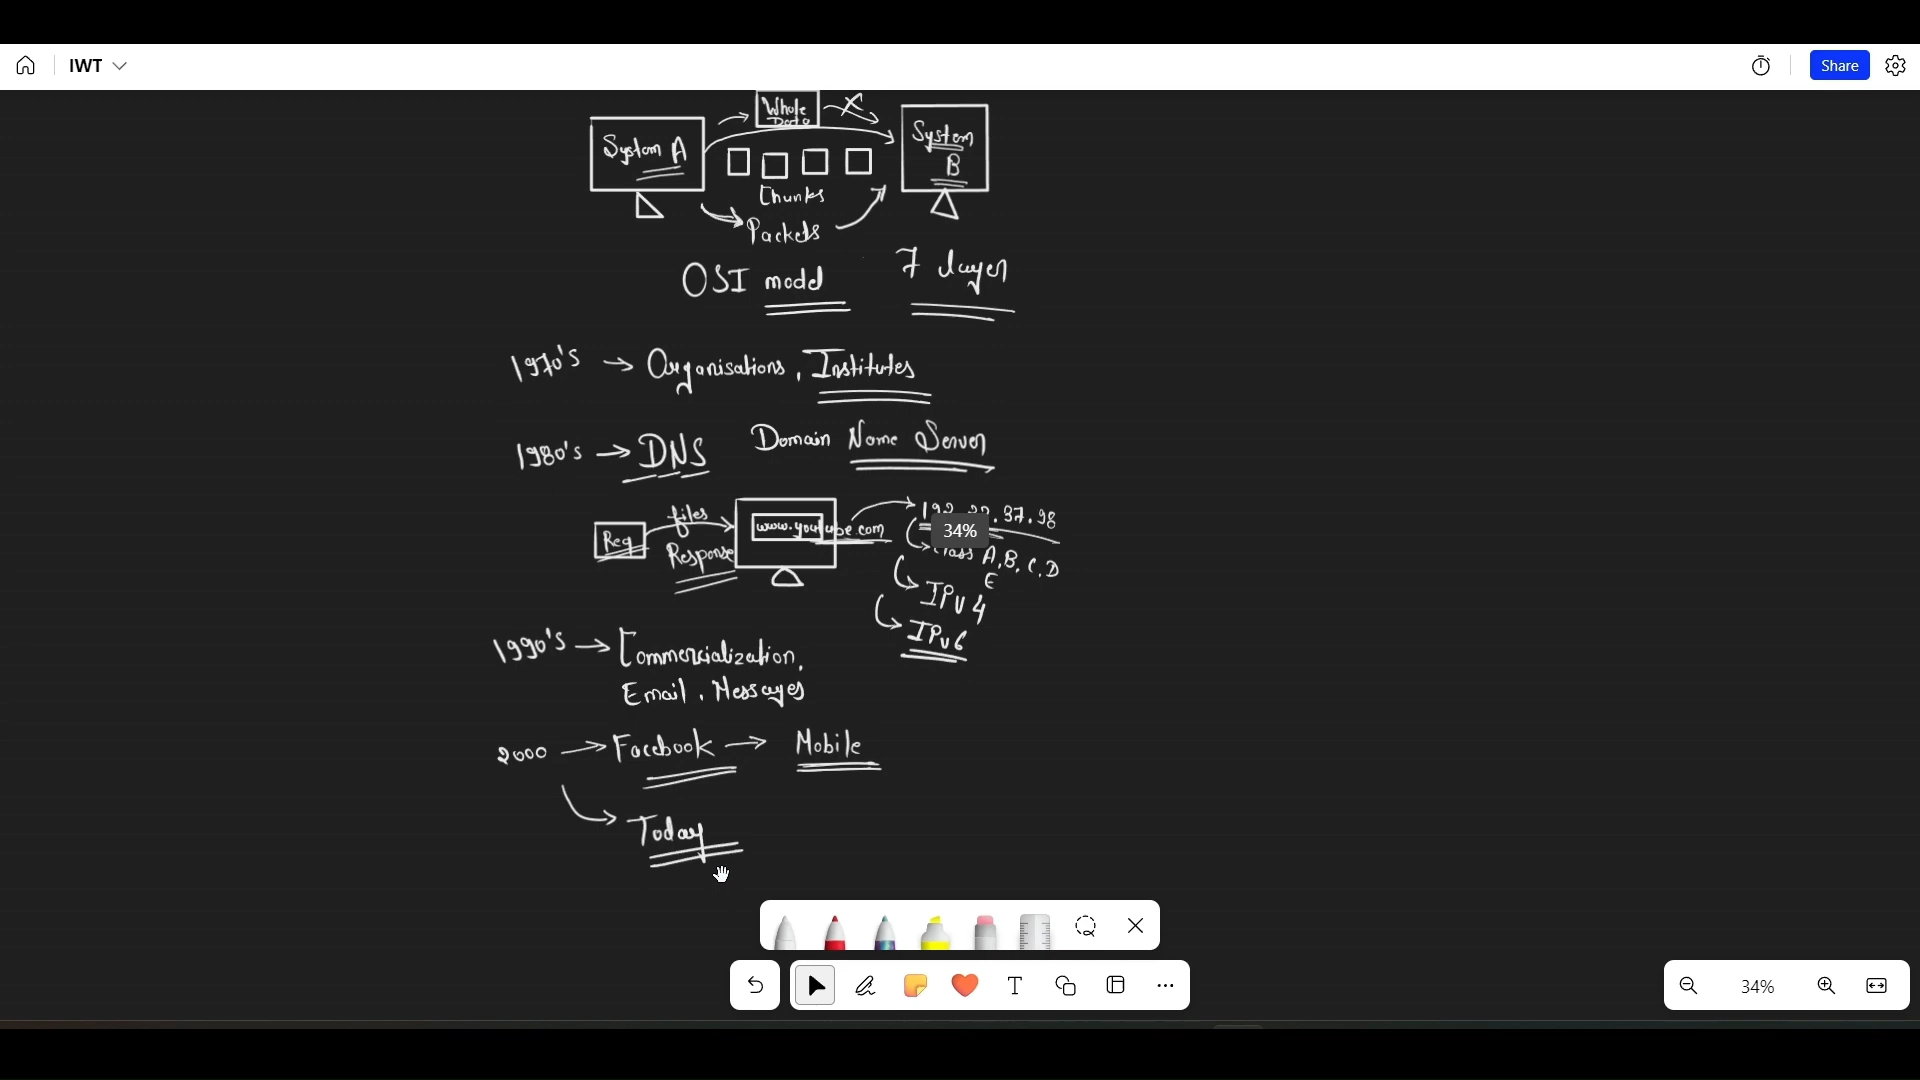 IWT
Share
Whole
Data
System A
System
B
Chunks
Packets
OSI model
7 layer
1970's → Organisations, Institutes
1980's → DNS Domain Name Server
Req
files
Response
www.youtube.com
.37.98
34%
class A, B, C, D
E
IPv4
IPv6
1990's → Commercialization,
Email, Messages
2000 → Facebook → Mobile
Today
34%